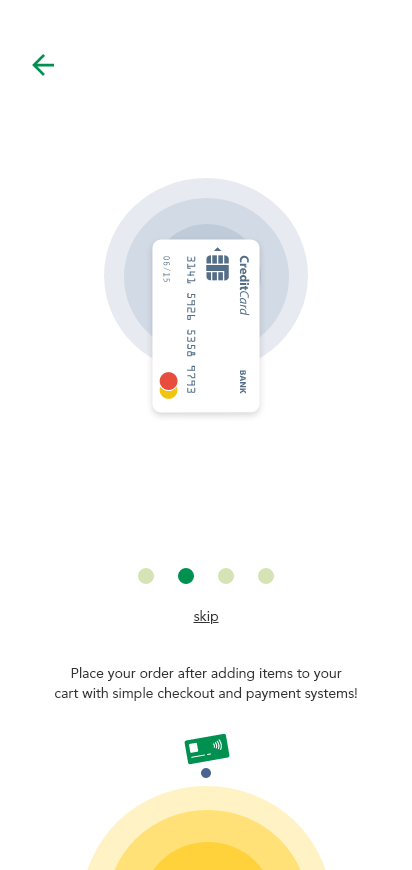 CreditCard BANK
3141 5926 5358 9793
06/15
skip
Place your order after adding items to your
cart with simple checkout and payment systems!